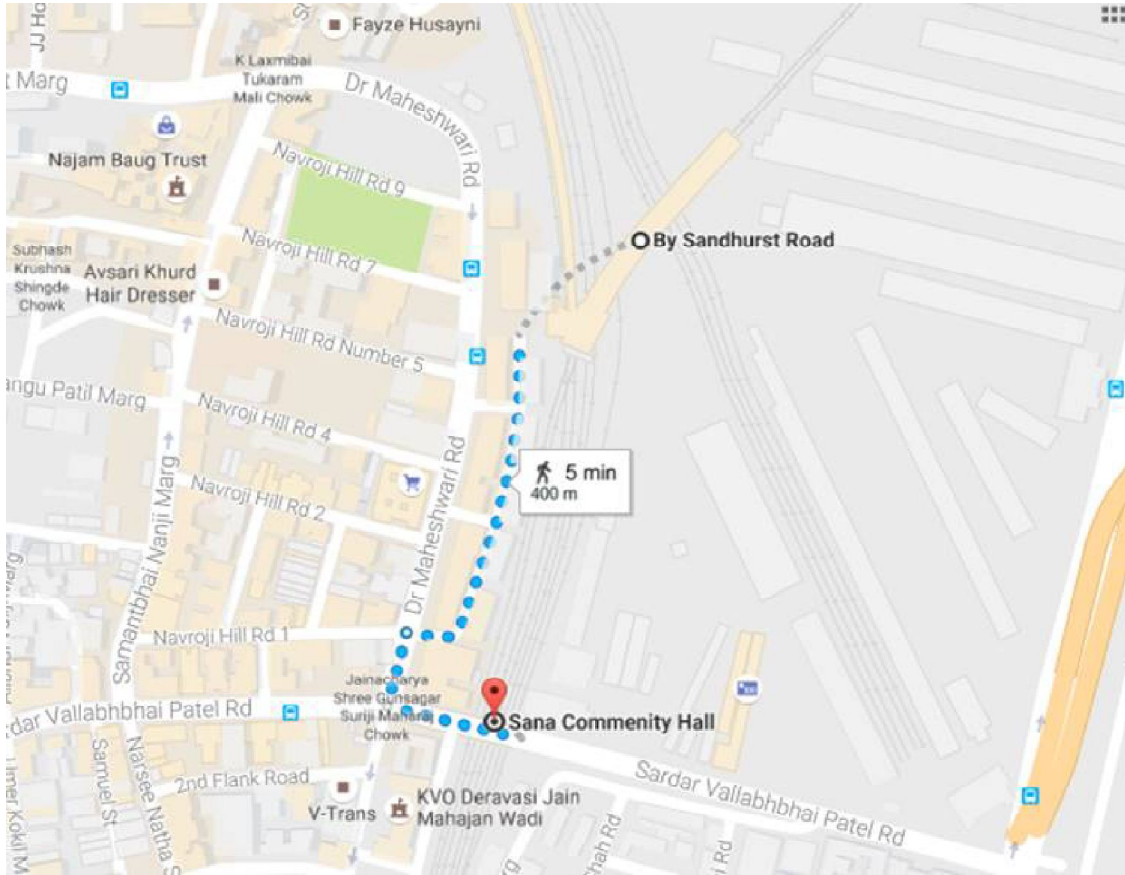 Fayze Husayni
JJ Ho
K Laxmibai
Tukaram
Mali Chowk
t Marg
Dr Maheshwari Rd
Najam Baug Trust
Navroji Hill Rd 9
By Sandhurst Road
Navroji Hill Rd 7
Subhash
Krushna
Shingde
Chowk
Avsari Khurd
Hair Dresser
Navroji Hill Rd Number 5
angu Patil Marg
Navroji Hill Rd 4
5 min
400 m
Navroji Hill Rd 2
Dr Maheshwari Rd
Samantbhai Nanji Marg
Navroji Hill Rd 1
Jainacharya
Shree Gunsagar
Suriji Maharaj
Chowk
rdar Vallabhbhai Patel Rd
Sana Commenity Hall
Sardar Vallabhbhai Patel Rd
2nd Flank Road
Samuel St
Narsee Natha S
V-Trans
KVO Deravasi Jain
Mahajan Wadi
hah Rd
i Rd